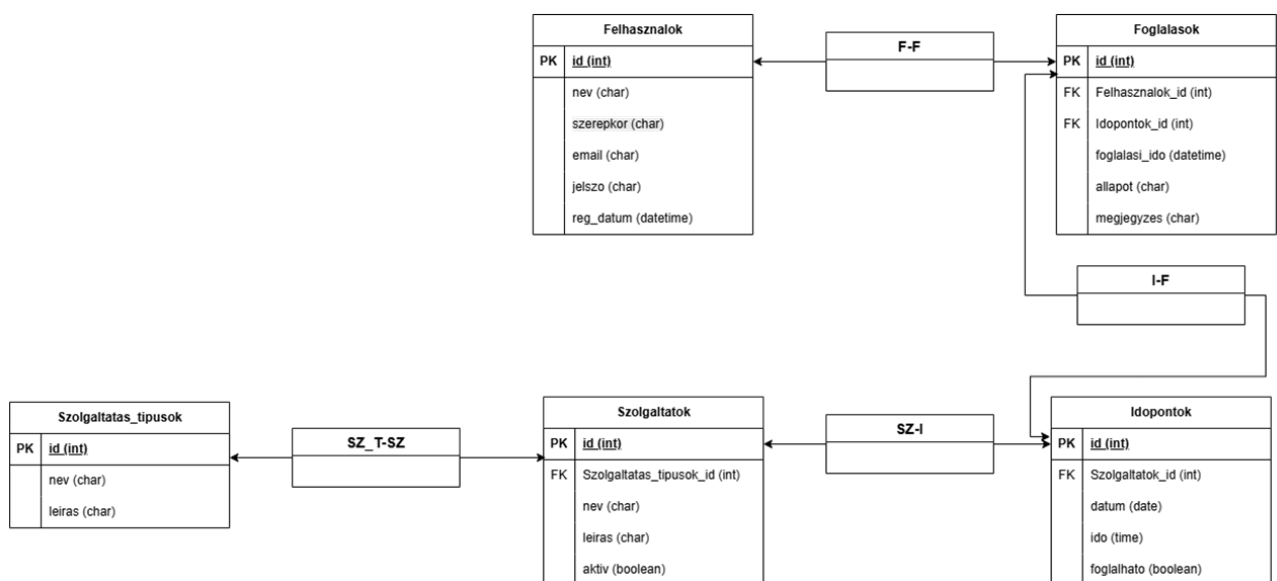 Felhasznalok
PK id (int)
nev (char)
szerepkor (char)
email (char)
jelszo (char)
reg_datum (datetime)
F-F
Foglalasok
PK id (int)
FK Felhasznalok_id (int)
FK Idopontok_id (int)
foglalasi_ido (datetime)
allapot (char)
megjegyzes (char)
I-F
Szolgaltatas_tipusok
PK id (int)
nev (char)
leiras (char)
SZ_T-SZ
Szolgaltatok
PK id (int)
FK Szolgaltatas_tipusok_id (int)
nev (char)
leiras (char)
aktiv (boolean)
SZ-I
Idopontok
PK id (int)
FK Szolgaltatok_id (int)
datum (date)
ido (time)
foglalhato (boolean)